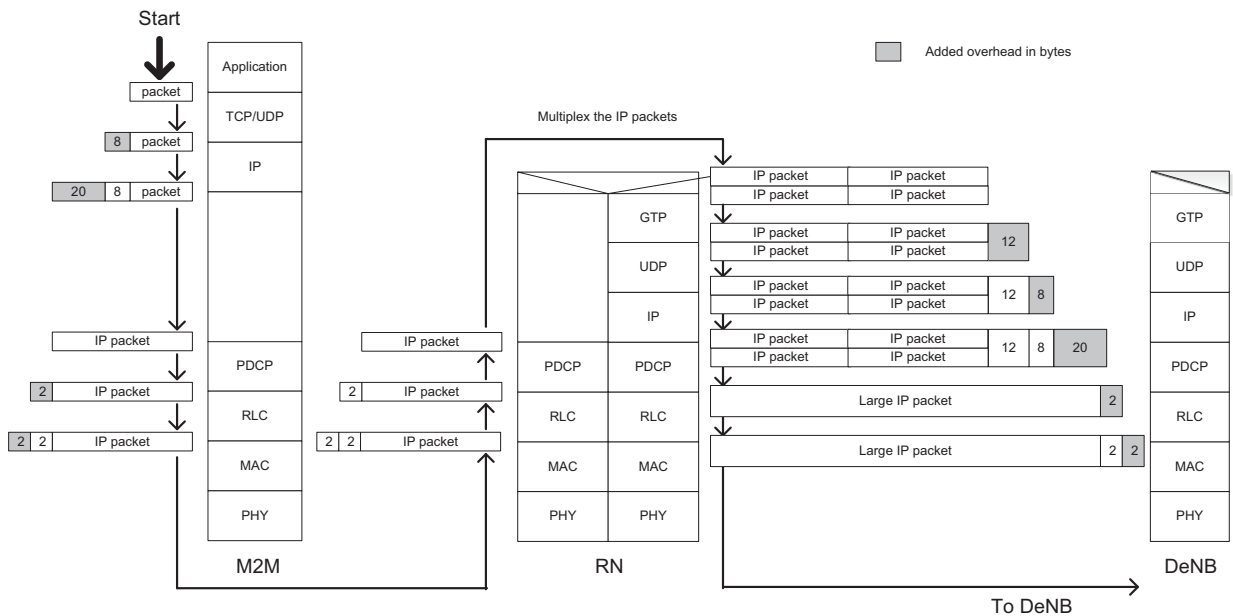 Start
Added overhead in bytes
packet
8 packet
20 8 packet
IP packet
2 IP packet
2 2 IP packet
Application
TCP/UDP
IP
PDCP
RLC
MAC
PHY
M2M
IP packet
2 IP packet
2 2 IP packet
Multiplex the IP packets
PDCP
RLC
MAC
PHY
GTP
UDP
IP
PDCP
RLC
MAC
PHY
RN
IP packet IP packet
IP packet IP packet
IP packet IP packet
IP packet IP packet
12
IP packet IP packet
IP packet IP packet
12 8
IP packet IP packet
IP packet IP packet
12 8 20
Large IP packet 2
Large IP packet 2 2
To DeNB
GTP
UDP
IP
PDCP
RLC
MAC
PHY
DeNB